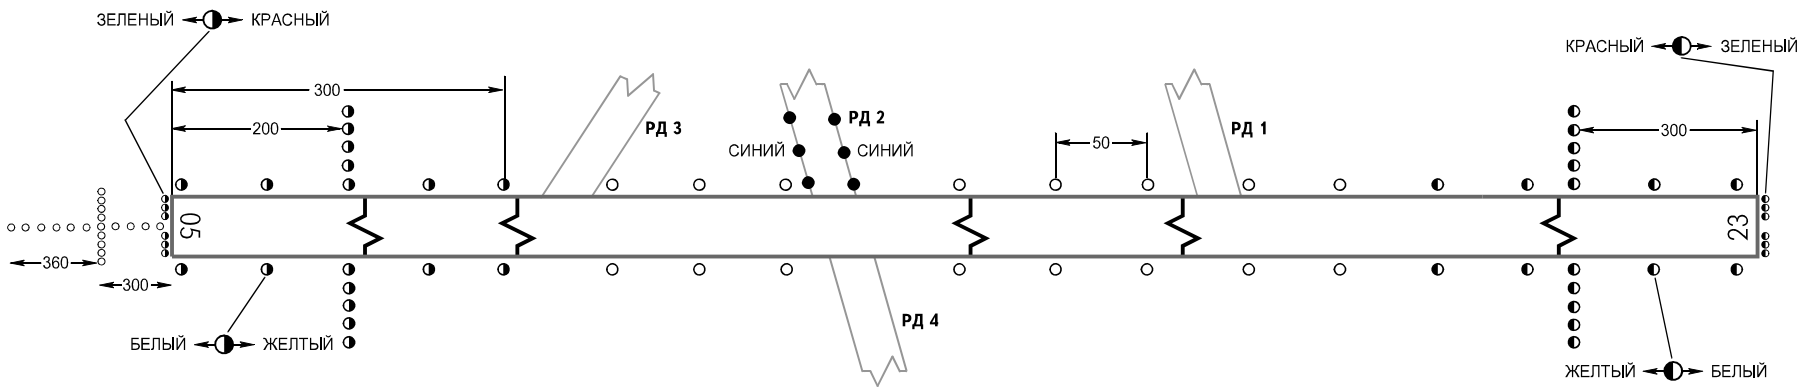 ЗЕЛЕНЫЙ КРАСНЫЙ
КРАСНЫЙ ЗЕЛЕНЫЙ
300
200
РД 3
РД 2
СИНИЙ СИНИЙ
50
РД 1
300
05
23
360
300
БЕЛЫЙ ЖЕЛТЫЙ
РД 4
ЖЕЛТЫЙ БЕЛЫЙ